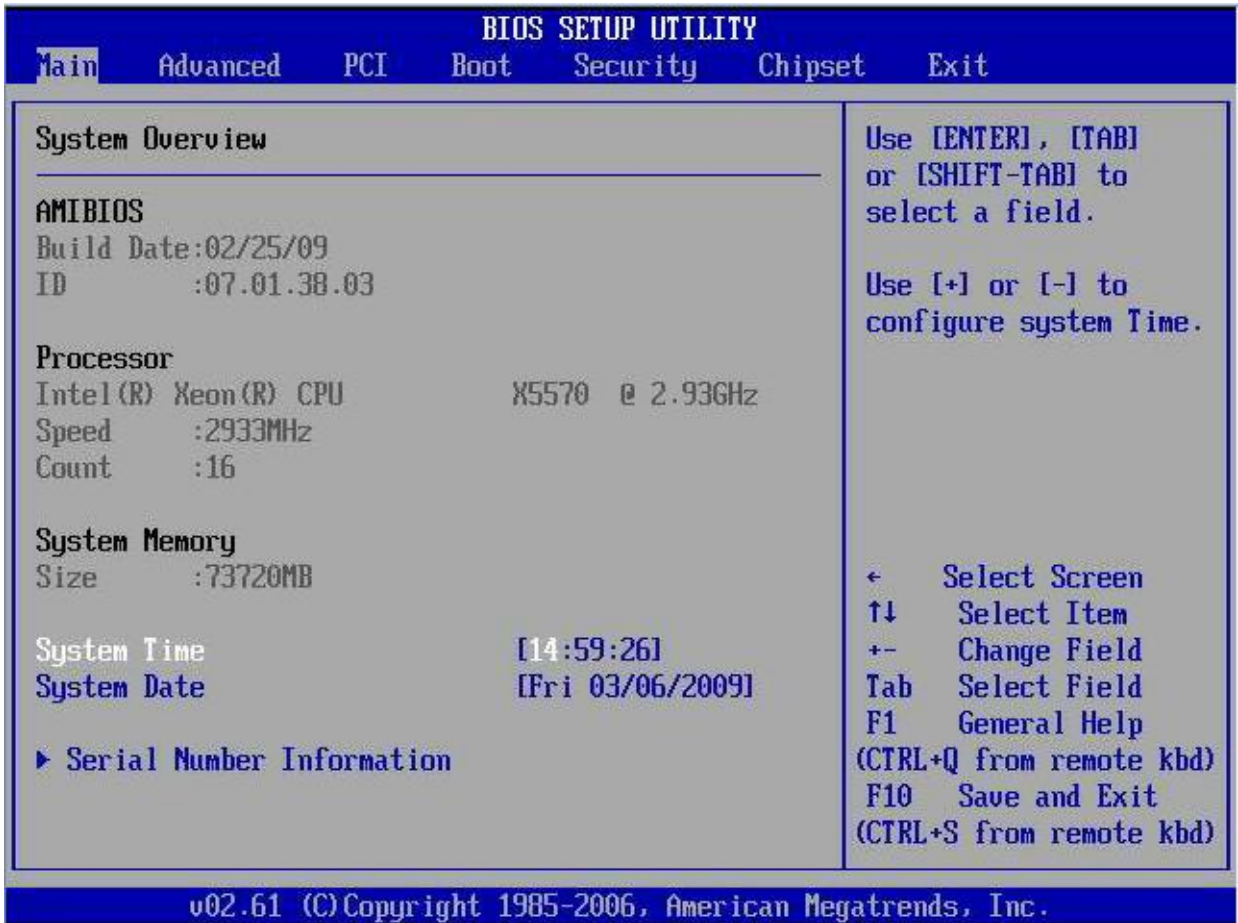 BIOS SETUP UTILITY
Main Advanced PCI Boot Security Chipset Exit
System Overview
AMIBIOS
Build Date:02/25/09
ID :07.01.38.03
Processor
Intel(R) Xeon(R) CPU X5570 @ 2.93GHz
Speed :2933MHz
Count :16
System Memory
Size :73720MB
System Time [14:59:26]
System Date [Fri 03/06/2009]
▶ Serial Number Information
Use [ENTER], [TAB]
or [SHIFT-TAB] to
select a field.
Use [+] or [-] to
configure system Time.
← Select Screen
↑↓ Select Item
+- Change Field
Tab Select Field
F1 General Help
(CTRL+Q from remote kbd)
F10 Save and Exit
(CTRL+S from remote kbd)
v02.61 (C)Copyright 1985-2006, American Megatrends, Inc.